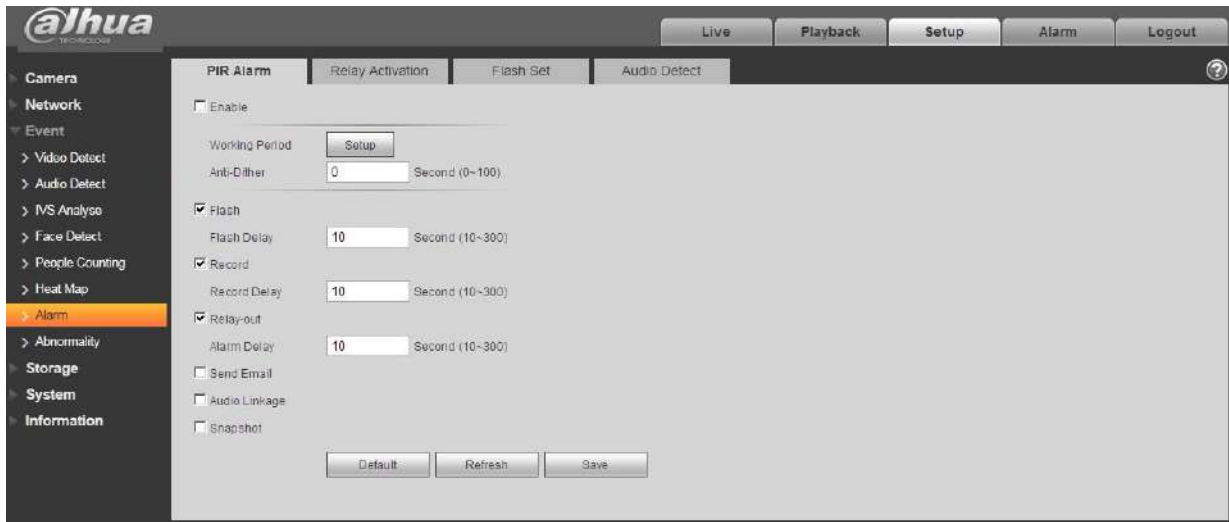 alhua
TECHNOLOGY
Live Playback Setup Alarm Logout
Camera
Network
Event
Video Detect
Audio Detect
IVS Analyse
Face Detect
People Counting
Heat Map
Alarm
Abnormality
Storage
System
Information
PIR Alarm Relay Activation Flash Set Audio Detect
Enable
Working Period Setup
Anti-Dither 0 Second (0~100)
Flash
Flash Delay 10 Second (10~300)
Record
Record Delay 10 Second (10~300)
Relay-out
Alarm Delay 10 Second (10~300)
Send Email
Audio Linkage
Snapshot
Default Refresh Save